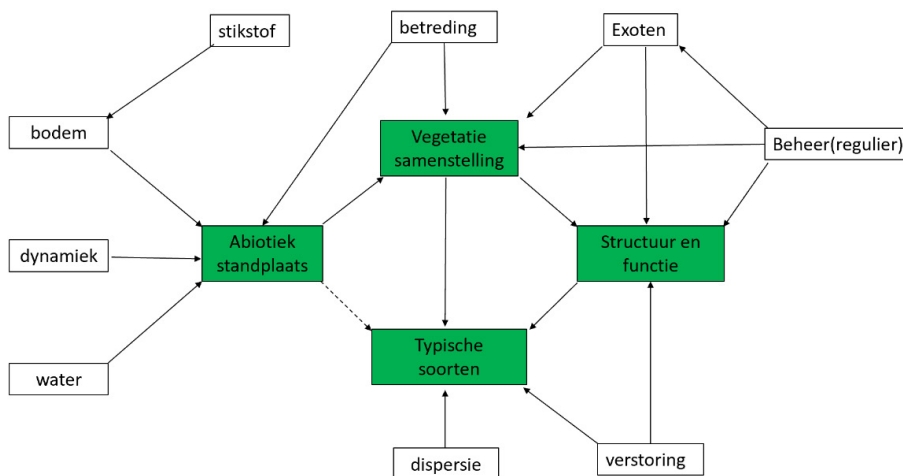 stikstof
betreding
Exoten
bodem
Vegetatie
samenstelling
Beheer(regulier)
dynamiek
Abiotiek
standplaats
Structuur en
functie
water
Typische
soorten
dispersie
verstoring